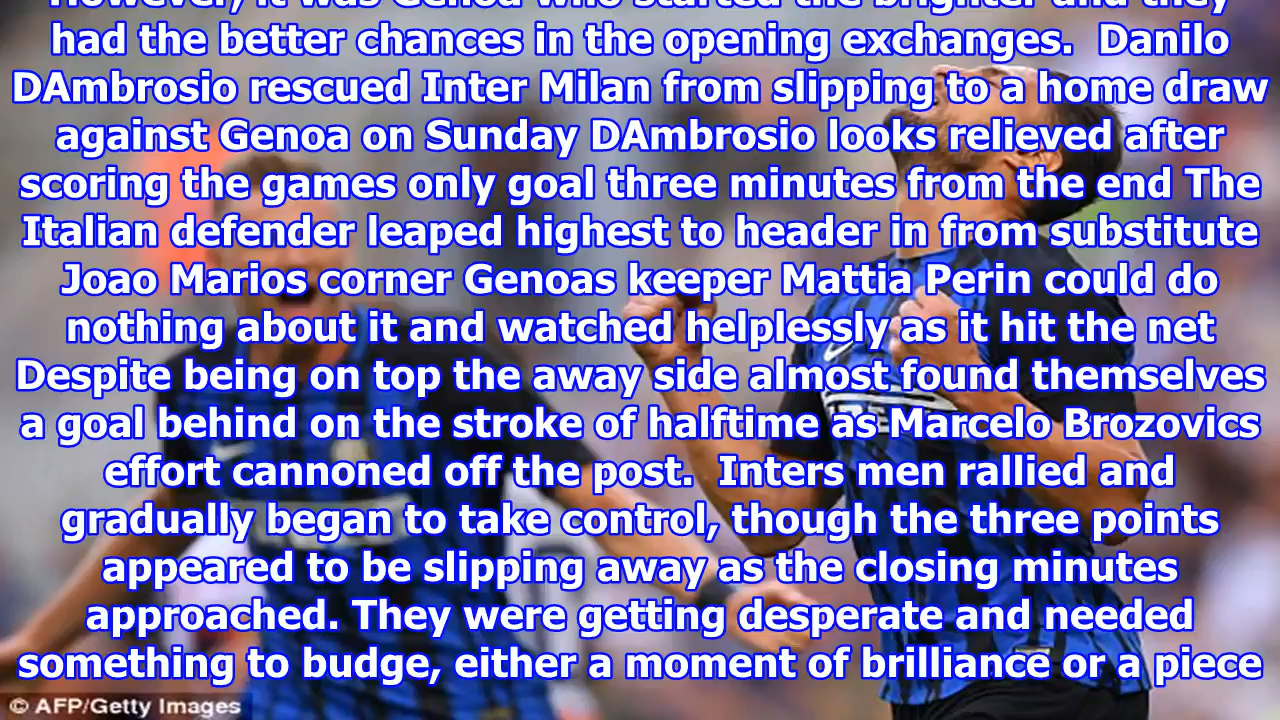 However, it was Genoa who started the brighter and they
had the better chances in the opening exchanges.  Danilo
DAmbrosio rescued Inter Milan from slipping to a home draw
against Genoa on Sunday DAmbrosio looks relieved after
scoring the games only goal three minutes from the end The
Italian defender leaped highest to header in from substitute
Joao Marios corner Genoas keeper Mattia Perin could do
nothing about it and watched helplessly as it hit the net
Despite being on top the away side almost found themselves
a goal behind on the stroke of halftime as Marcelo Brozovics
effort cannoned off the post.  Inters men rallied and
gradually began to take control, though the three points
appeared to be slipping away as the closing minutes
approached. They were getting desperate and needed
something to budge, either a moment of brilliance or a piece
© AFP/Getty Images